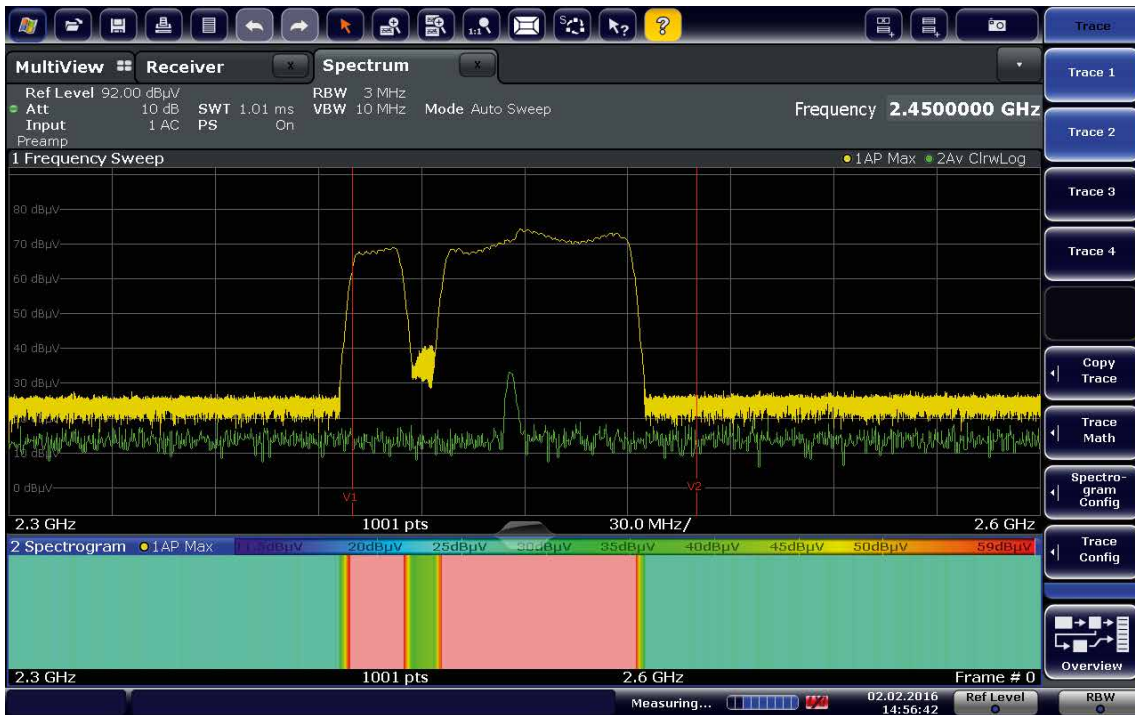 Trace
MultiView Receiver x Spectrum x
Trace 1
Ref Level 92.00 dBµV RBW 3 MHz
Att 10 dB SWT 1.01 ms VBW 10 MHz Mode Auto Sweep
Frequency 2.4500000 GHz
Input 1 AC PS On
Preamp
Trace 2
1 Frequency Sweep 1AP Max 2Av ClrwLog
Trace 3
80 dBµV
70 dBµV
Trace 4
60 dBµV
50 dBµV
40 dBµV
Copy
Trace
30 dBµV
Trace
Math
10 dBµV
0 dBµV
V1
V2
Spectro-
gram
Config
2.3 GHz 1001 pts 30.0 MHz/ 2.6 GHz
2 Spectrogram 1AP Max 20dBµV 25dBµV 30dBµV 35dBµV 40dBµV 45dBµV 50dBµV 59dBµV
Trace
Config
2.3 GHz 1001 pts 2.6 GHz Frame # 0
Overview
Measuring... 02.02.2016
14:56:42
Ref Level RBW